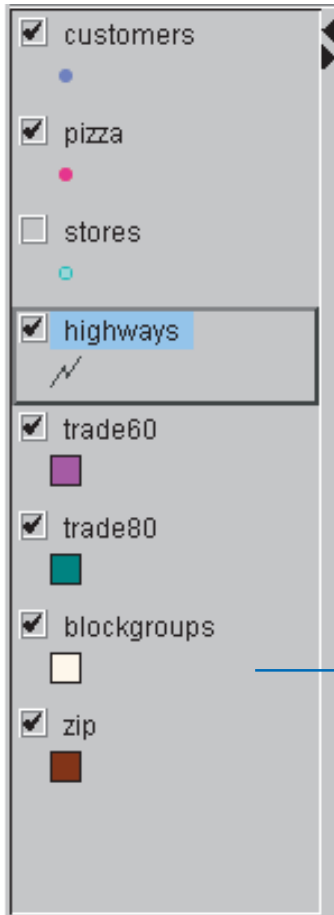 customers
pizza
stores
highways
trade60
trade80
blockgroups
zip